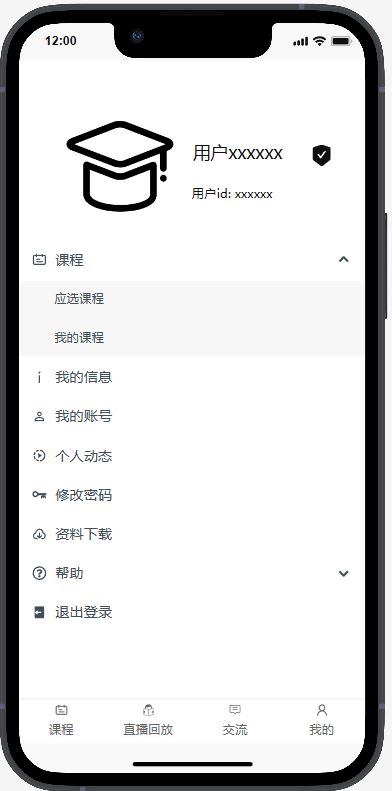 12:00
用户xxxxxx
用户id: xxxxxx
课程
应选课程
我的课程
我的信息
我的账号
个人动态
修改密码
资料下载
帮助
退出登录
课程
直播回放
交流
我的